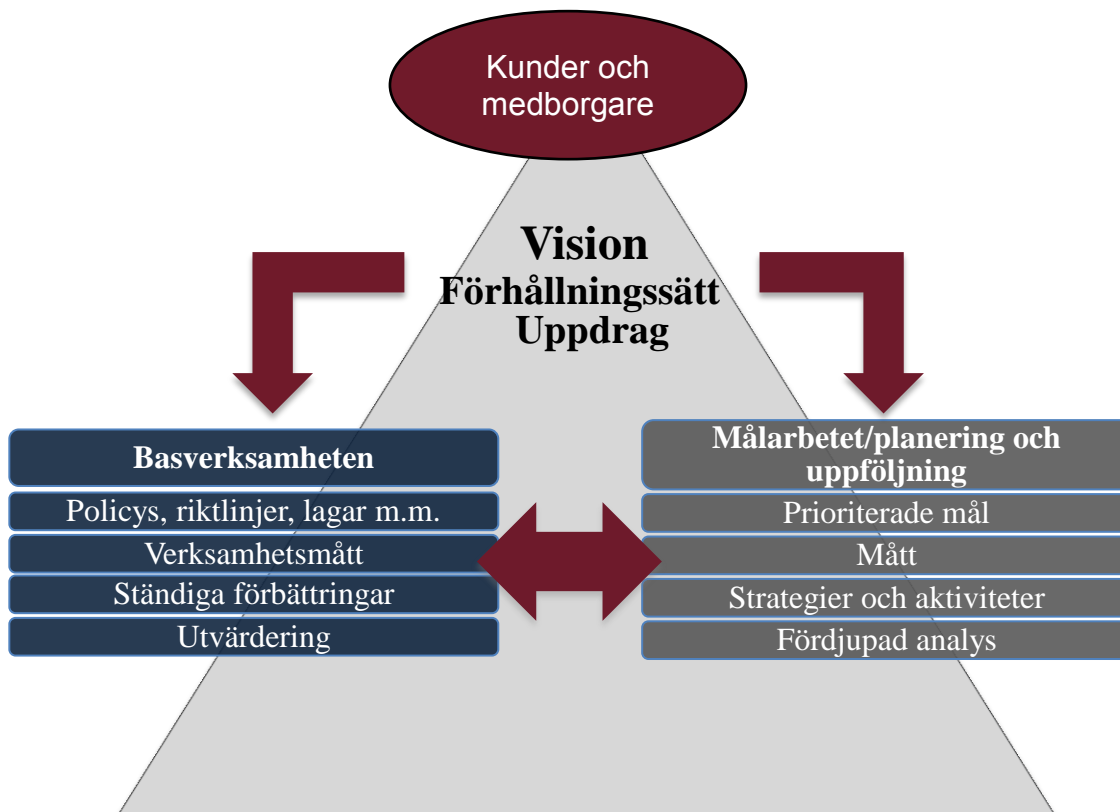 Kunder och
medborgare
Vision
Förhållningssätt
Uppdrag
Basverksamheten
Policys, riktlinjer, lagar m.m.
Verksamhetsmått
Ständiga förbättringar
Utvärdering
Målarbetet/planering och
uppföljning
Prioriterade mål
Mått
Strategier och aktiviteter
Fördjupad analys